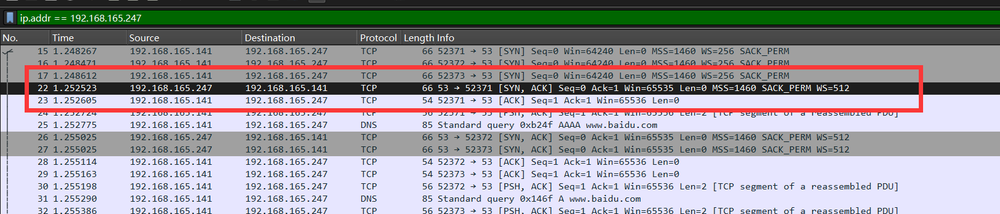 ip.addr == 192.168.165.247
No. Time Source Destination Protocol Length Info
15 1.248267 192.168.165.141 192.168.165.247 TCP 66 52371 → 53 [SYN] Seq=0 Win=64240 Len=0 MSS=1460 WS=256 SACK_PERM
16 1.248471 192.168.165.141 192.168.165.247 TCP 66 52372 → 53 [SYN] Seq=0 Win=64240 Len=0 MSS=1460 WS=256 SACK_PERM
17 1.248612 192.168.165.141 192.168.165.247 TCP 66 52373 → 53 [SYN] Seq=0 Win=64240 Len=0 MSS=1460 WS=256 SACK_PERM
22 1.252523 192.168.165.247 192.168.165.141 TCP 66 53 → 52371 [SYN, ACK] Seq=0 Ack=1 Win=65535 Len=0 MSS=1460 SACK_PERM WS=512
23 1.252605 192.168.165.141 192.168.165.247 TCP 54 52371 → 53 [ACK] Seq=1 Ack=1 Win=65536 Len=0
24 1.252724 192.168.165.141 192.168.165.247 TCP 56 52371 → 53 [PSH, ACK] Seq=1 Ack=1 Win=65536 Len=2 [TCP segment of a reassembled PDU]
25 1.252775 192.168.165.141 192.168.165.247 DNS 85 Standard query 0xb24f AAAA www.baidu.com
26 1.255025 192.168.165.247 192.168.165.141 TCP 66 53 → 52372 [SYN, ACK] Seq=0 Ack=1 Win=65535 Len=0 MSS=1460 SACK_PERM WS=512
27 1.255025 192.168.165.247 192.168.165.141 TCP 66 53 → 52373 [SYN, ACK] Seq=0 Ack=1 Win=65535 Len=0 MSS=1460 SACK_PERM WS=512
28 1.255114 192.168.165.141 192.168.165.247 TCP 54 52372 → 53 [ACK] Seq=1 Ack=1 Win=65536 Len=0
29 1.255163 192.168.165.141 192.168.165.247 TCP 54 52373 → 53 [ACK] Seq=1 Ack=1 Win=65536 Len=0
30 1.255198 192.168.165.141 192.168.165.247 TCP 56 52372 → 53 [PSH, ACK] Seq=1 Ack=1 Win=65536 Len=2 [TCP segment of a reassembled PDU]
31 1.255290 192.168.165.141 192.168.165.247 DNS 85 Standard query 0x146f A www.baidu.com
32 1.255386 192.168.165.141 192.168.165.247 TCP 56 52373 → 53 [PSH, ACK] Seq=1 Ack=1 Win=65536 Len=2 [TCP segment of a reassembled PDU]